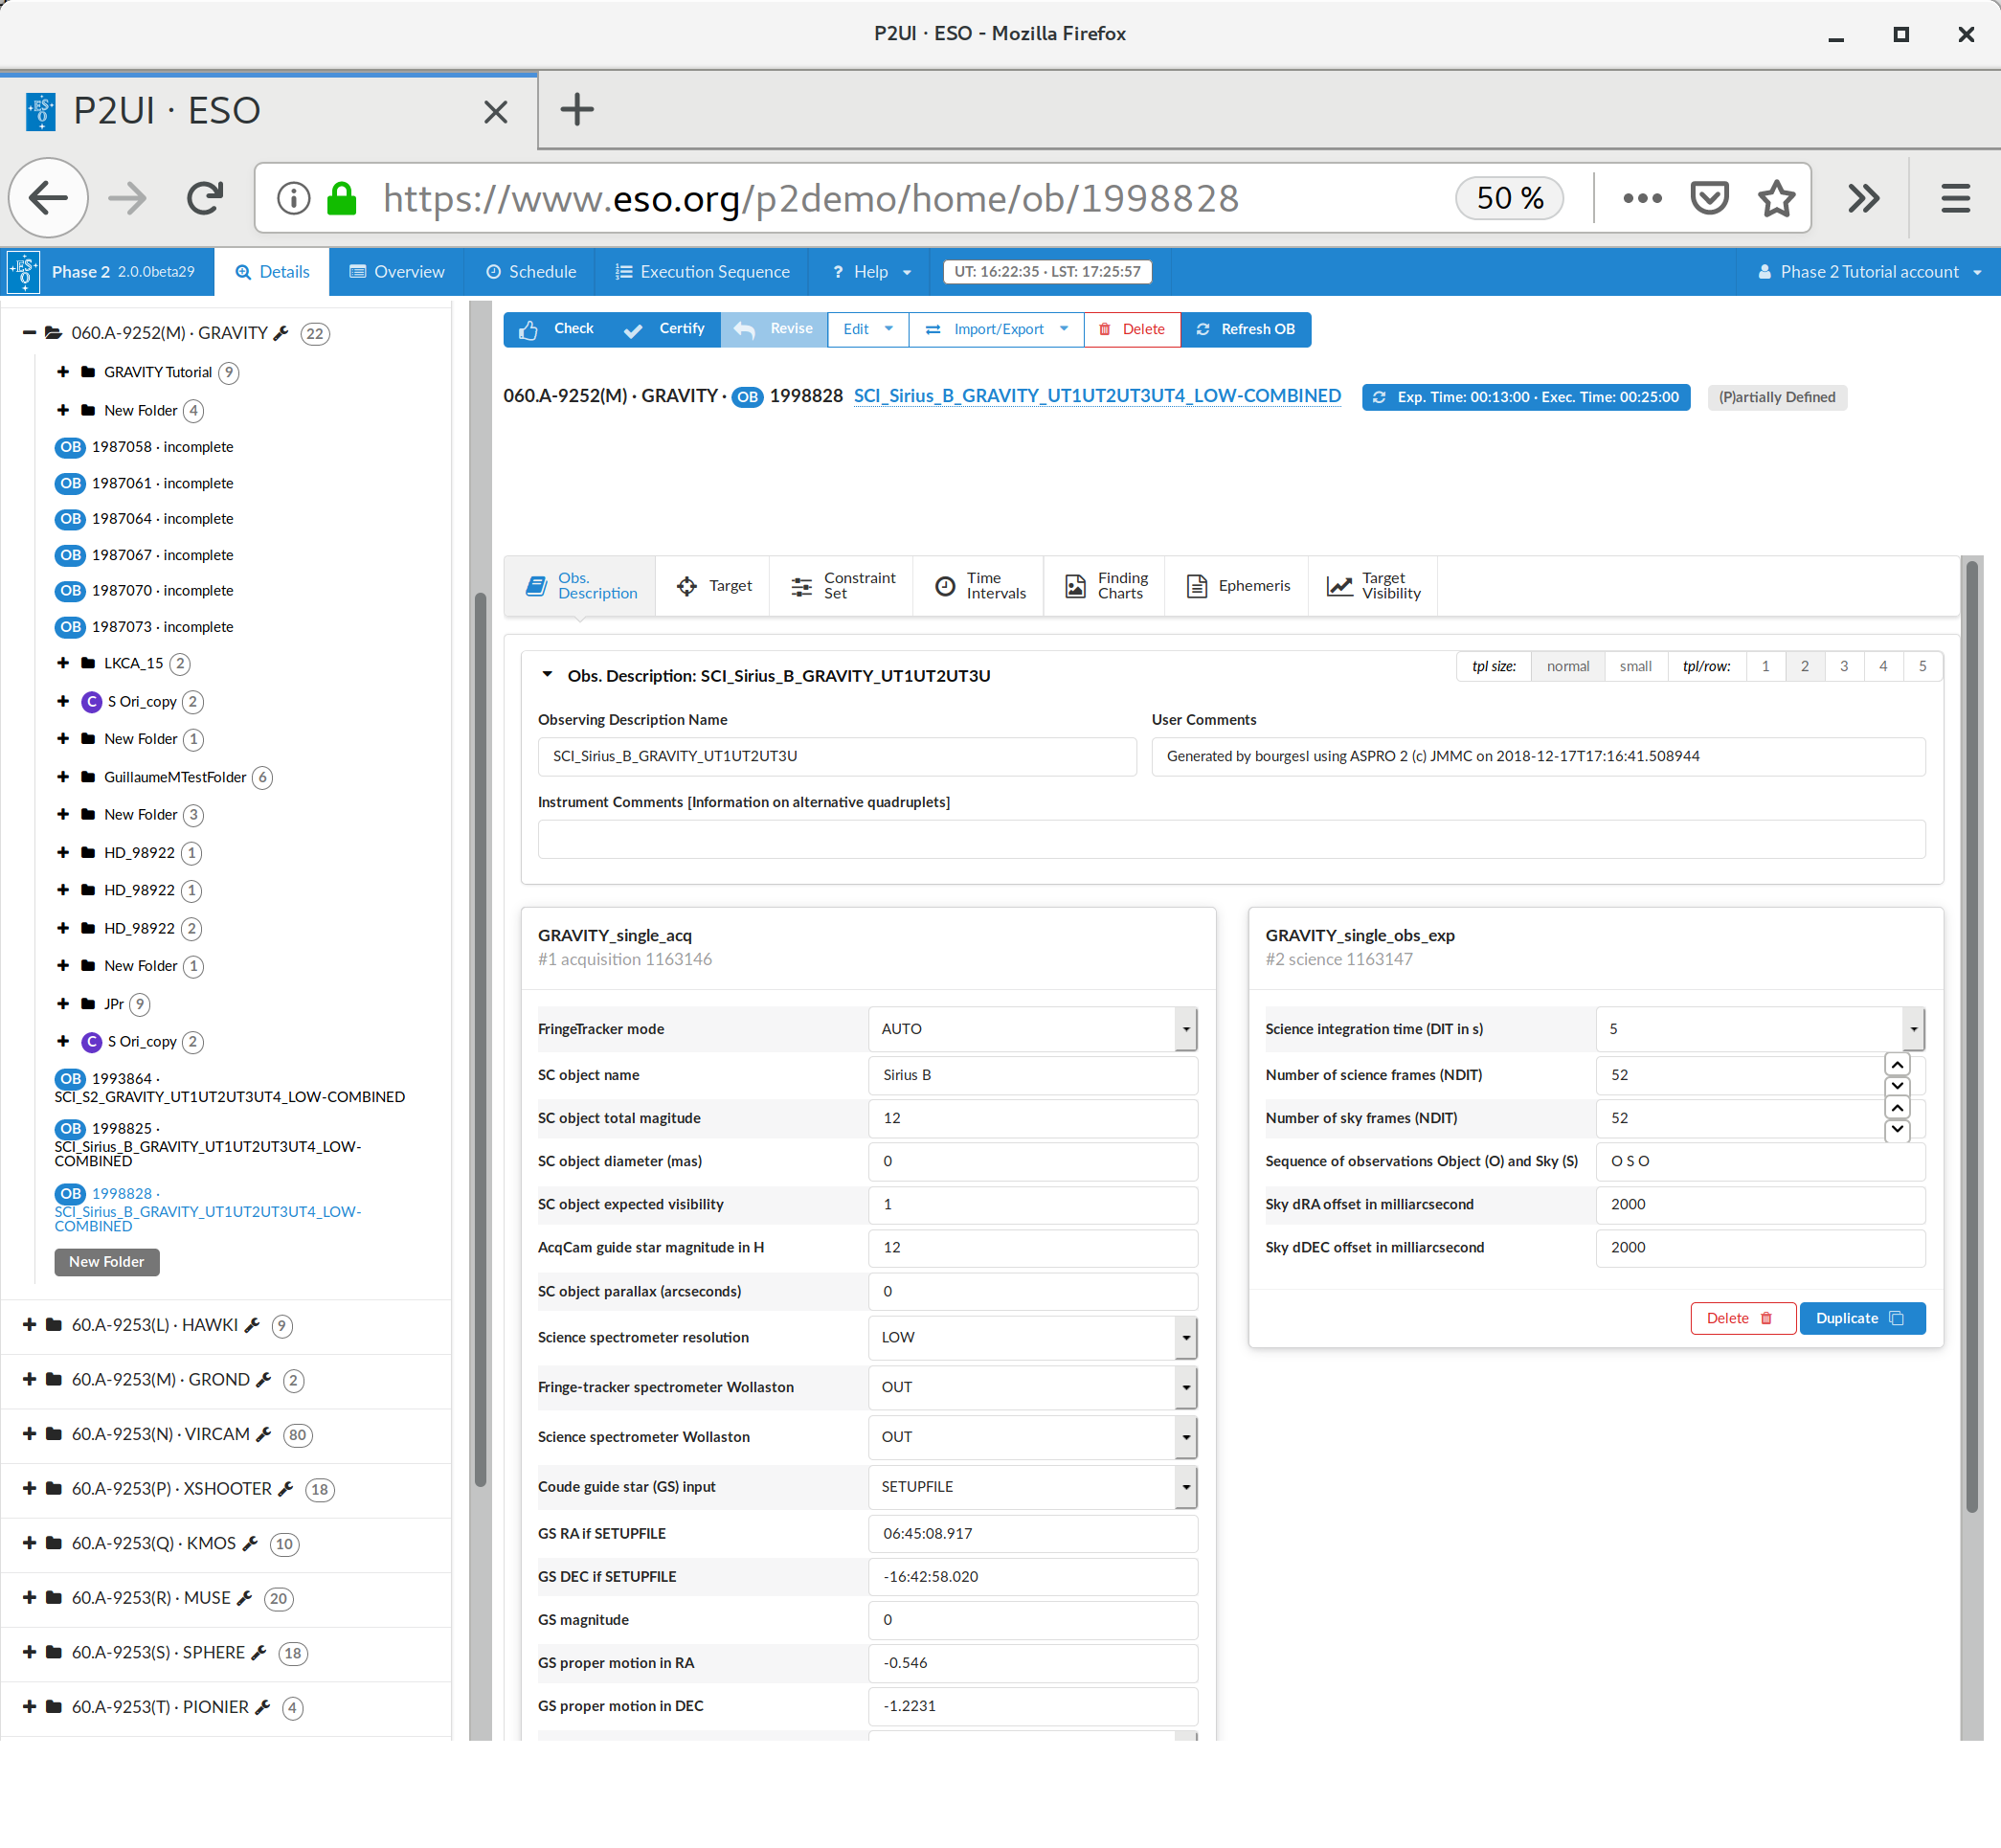 P2UI · ESO - Mozilla Firefox
P2UI · ESO
https://www.eso.org/p2demo/home/ob/1998828
50 %
Phase 2 2.0.0beta29
Details
Overview
Schedule
Execution Sequence
? Help
UT: 16:22:35 · LST: 17:25:57
Phase 2 Tutorial account
060.A-9252(M) · GRAVITY 22
GRAVITY Tutorial 9
New Folder 4
OB 1987058 · incomplete
OB 1987061 · incomplete
OB 1987064 · incomplete
OB 1987067 · incomplete
OB 1987070 · incomplete
OB 1987073 · incomplete
LKCA_15 2
C S Ori_copy 2
New Folder 1
GuillaumeMTestFolder 6
New Folder 3
HD_98922 1
HD_98922 1
HD_98922 2
New Folder 1
JPr 9
C S Ori_copy 2
OB 1993864 ·
SCI_S2_GRAVITY_UT1UT2UT3UT4_LOW-COMBINED
OB 1998825 ·
SCI_Sirius_B_GRAVITY_UT1UT2UT3UT4_LOW-
COMBINED
OB 1998828 ·
SCI_Sirius_B_GRAVITY_UT1UT2UT3UT4_LOW-
COMBINED
New Folder
60.A-9253(L) · HAWKI 9
60.A-9253(M) · GROND 2
60.A-9253(N) · VIRCAM 80
60.A-9253(P) · XSHOOTER 18
60.A-9253(Q) · KMOS 10
60.A-9253(R) · MUSE 20
60.A-9253(S) · SPHERE 18
60.A-9253(T) · PIONIER 4
Check
Certify
Revise
Edit
Import/Export
Delete
Refresh OB
060.A-9252(M) · GRAVITY · OB 1998828 SCI_Sirius_B_GRAVITY_UT1UT2UT3UT4_LOW-COMBINED
Exp. Time: 00:13:00 · Exec. Time: 00:25:00
(P)artially Defined
Obs.
Description
Target
Constraint
Set
Time
Intervals
Finding
Charts
Ephemeris
Target
Visibility
Obs. Description: SCI_Sirius_B_GRAVITY_UT1UT2UT3U
tpl size: normal small tpl/row: 1 2 3 4 5
Observing Description Name
SCI_Sirius_B_GRAVITY_UT1UT2UT3U
User Comments
Generated by bourgesl using ASPRO 2 (c) JMMC on 2018-12-17T17:16:41.508944
Instrument Comments [Information on alternative quadruplets]
GRAVITY_single_acq
#1 acquisition 1163146
FringeTracker mode AUTO
SC object name Sirius B
SC object total magitude 12
SC object diameter (mas) 0
SC object expected visibility 1
AcqCam guide star magnitude in H 12
SC object parallax (arcseconds) 0
Science spectrometer resolution LOW
Fringe-tracker spectrometer Wollaston OUT
Science spectrometer Wollaston OUT
Coude guide star (GS) input SETUPFILE
GS RA if SETUPFILE 06:45:08.917
GS DEC if SETUPFILE -16:42:58.020
GS magnitude 0
GS proper motion in RA -0.546
GS proper motion in DEC -1.2231
GRAVITY_single_obs_exp
#2 science 1163147
Science integration time (DIT in s) 5
Number of science frames (NDIT) 52
Number of sky frames (NDIT) 52
Sequence of observations Object (O) and Sky (S) O S O
Sky dRA offset in milliarcsecond 2000
Sky dDEC offset in milliarcsecond 2000
Delete
Duplicate